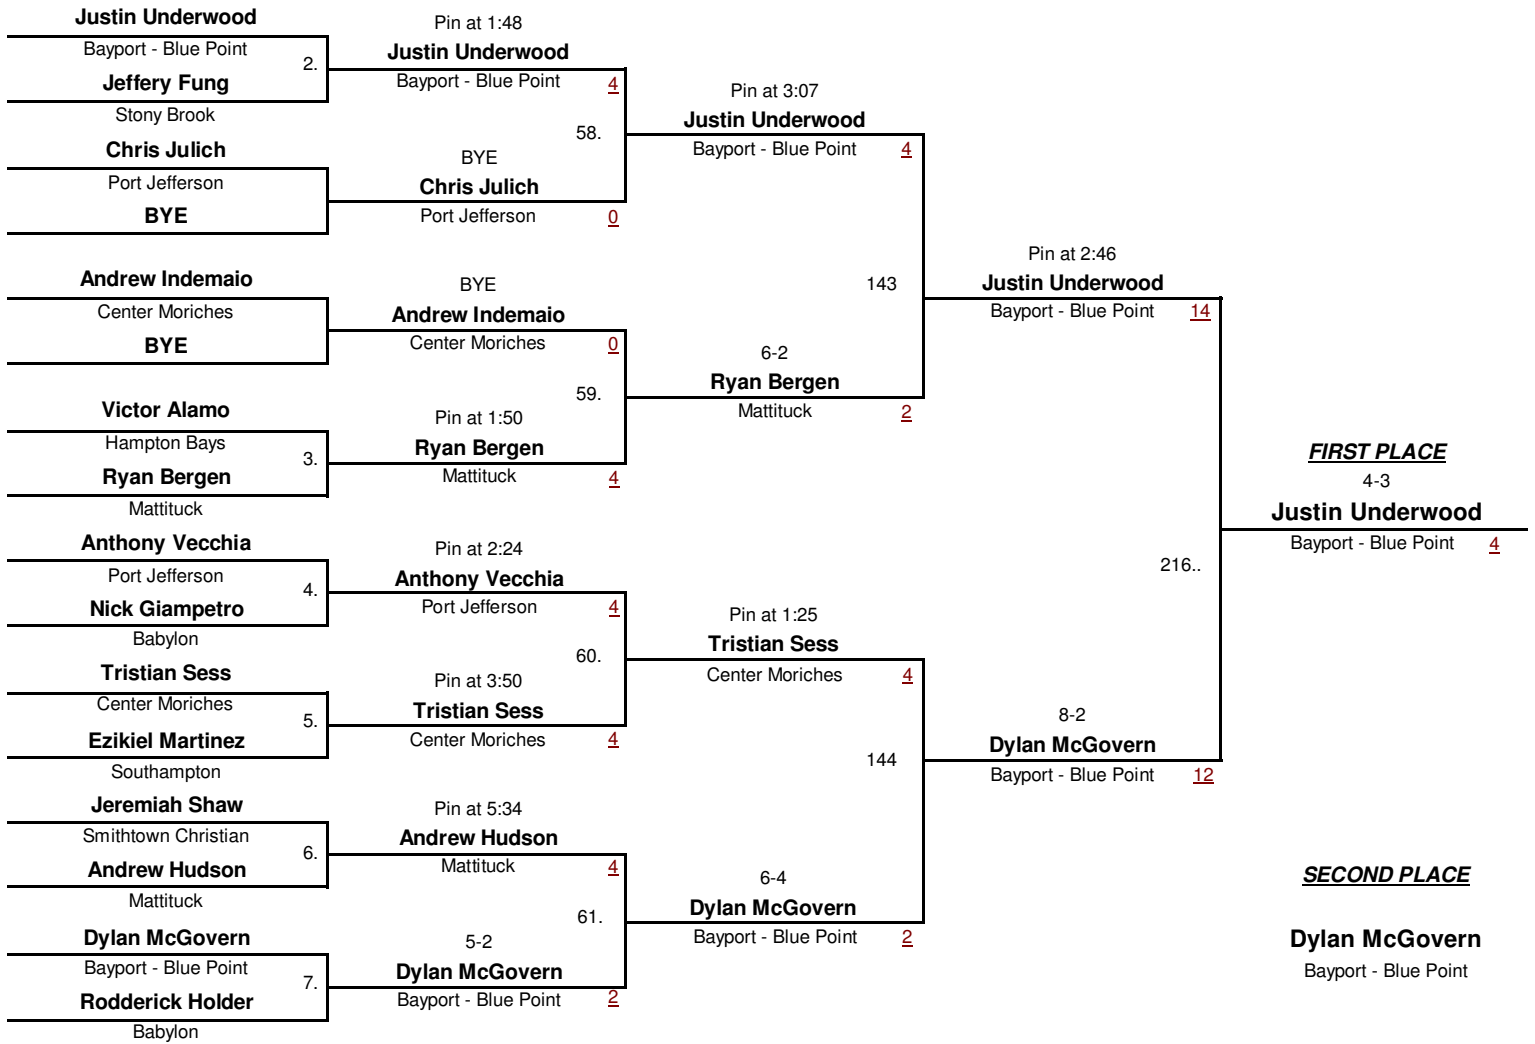 Justin Underwood
Bayport - Blue Point
2.
Jeffery Fung
Stony Brook
Chris Julich
Port Jefferson
BYE
Andrew Indemaio
Center Moriches
BYE
Victor Alamo
Hampton Bays
3.
Ryan Bergen
Mattituck
Anthony Vecchia
Port Jefferson
4.
Nick Giampetro
Babylon
Tristian Sess
Center Moriches
5.
Ezikiel Martinez
Southampton
Jeremiah Shaw
Smithtown Christian
6.
Andrew Hudson
Mattituck
Dylan McGovern
Bayport - Blue Point
7.
Rodderick Holder
Babylon
Pin at 1:48
Justin Underwood
Bayport - Blue Point 4
58.
BYE
Chris Julich
Port Jefferson 0
BYE
Andrew Indemaio
Center Moriches 0
59.
Pin at 1:50
Ryan Bergen
Mattituck 4
Pin at 2:24
Anthony Vecchia
Port Jefferson 4
60.
Pin at 3:50
Tristian Sess
Center Moriches 4
Pin at 5:34
Andrew Hudson
Mattituck 4
61.
5-2
Dylan McGovern
Bayport - Blue Point 2
Pin at 3:07
Justin Underwood
Bayport - Blue Point 4
143
6-2
Ryan Bergen
Mattituck 2
Pin at 1:25
Tristian Sess
Center Moriches 4
144
6-4
Dylan McGovern
Bayport - Blue Point 2
Pin at 2:46
Justin Underwood
Bayport - Blue Point 14
216..
8-2
Dylan McGovern
Bayport - Blue Point 12
FIRST PLACE
4-3
Justin Underwood
Bayport - Blue Point 4
SECOND PLACE
Dylan McGovern
Bayport - Blue Point